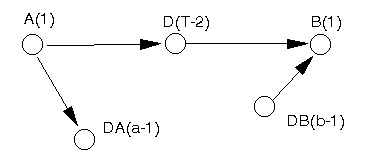 A(1)
D(T-2)
B(1)
DA(a-1)
DB(b-1)